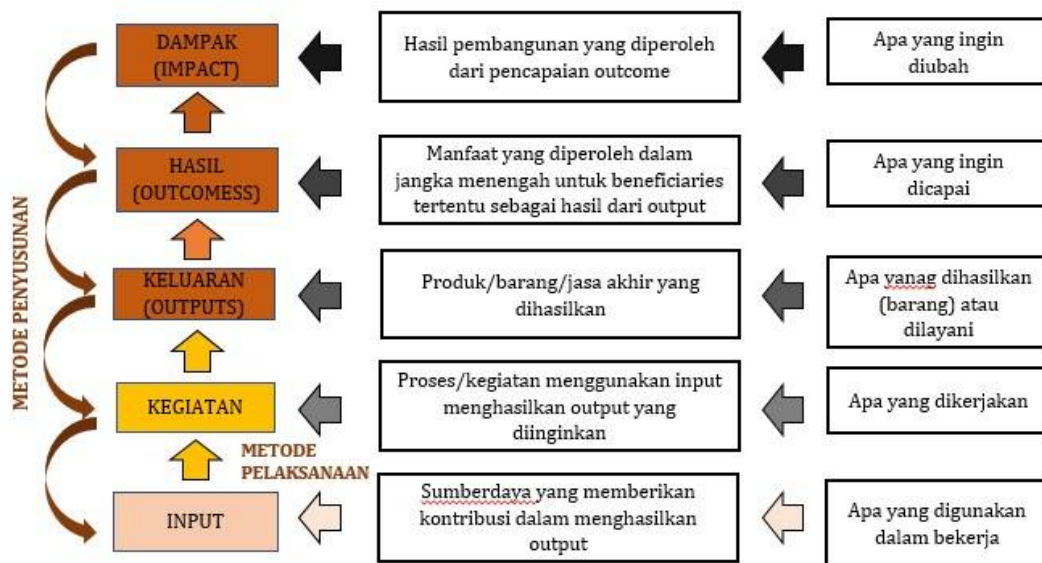 DAMPAK
(IMPACT)
Hasil pembangunan yang diperoleh
dari pencapaian outcome
Apa yang ingin
diubah
HASIL
(OUTCOMESS)
Manfaat yang diperoleh dalam
jangka menengah untuk beneficiaries
tertentu sebagai hasil dari output
Apa yang ingin
dicapai
METODE PENYUSUNAN
KELUARAN
(OUTPUTS)
Produk/barang/jasa akhir yang
dihasilkan
Apa yanag dihasilkan
(barang) atau
dilayani
KEGIATAN
Proses/kegiatan menggunakan input
menghasilkan output yang
diinginkan
Apa yang dikerjakan
METODE
PELAKSANAAN
INPUT
Sumberdaya yang memberikan
kontribusi dalam menghasilkan
output
Apa yang digunakan
dalam bekerja